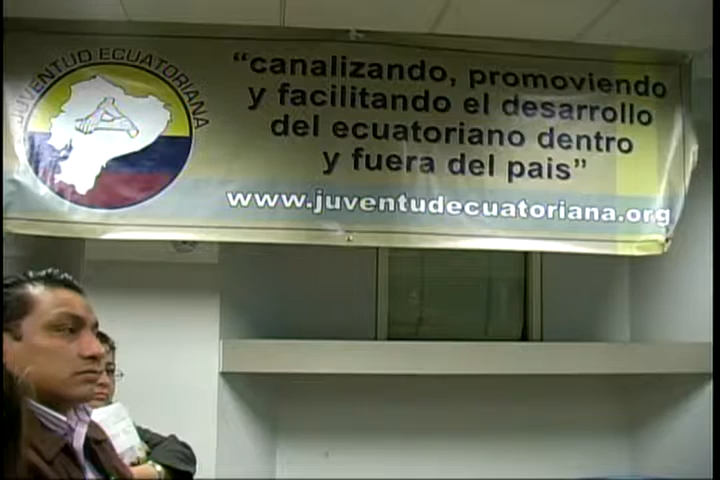 JUVENTUD ECUATORIANA
“canalizando, promoviendo
y facilitando el desarrollo
del ecuatoriano dentro
y fuera del pais”
www.juventudecuatoriana.org